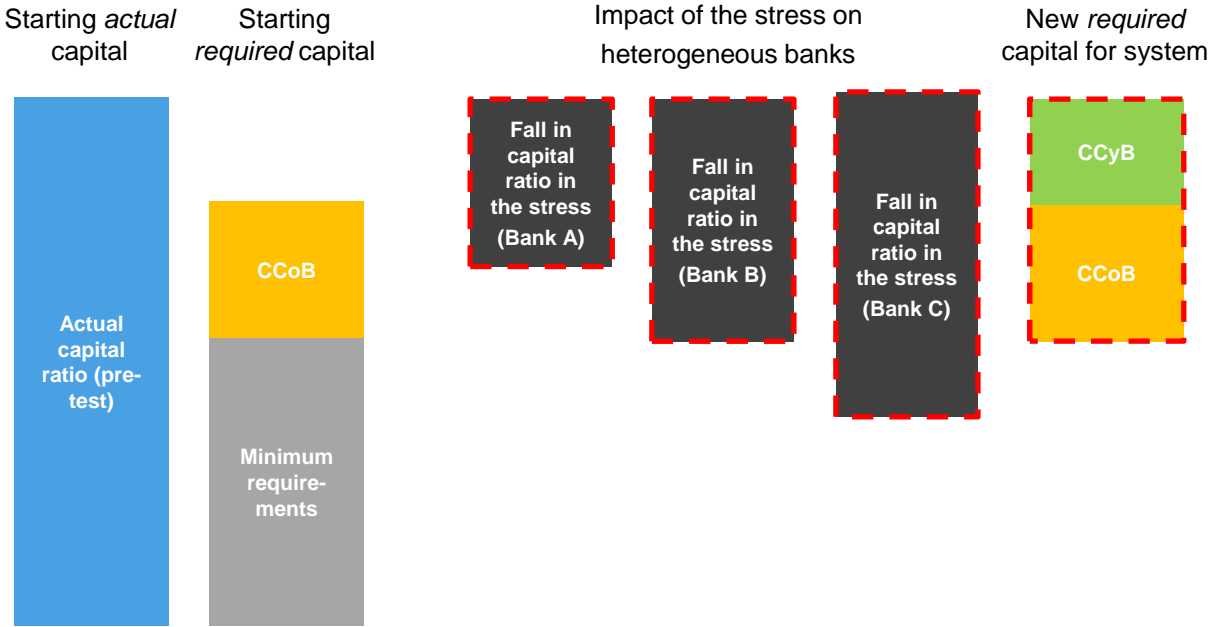 Starting actual
capital
Starting
required capital
Impact of the stress on
heterogeneous banks
New required
capital for system
Actual
capital
ratio (pre-
test)
CCoB
Minimum
require-
ments
Fall in
capital
ratio in
the stress
(Bank A)
Fall in
capital
ratio in
the stress
(Bank B)
Fall in
capital
ratio in
the stress
(Bank C)
CCyB
CCoB